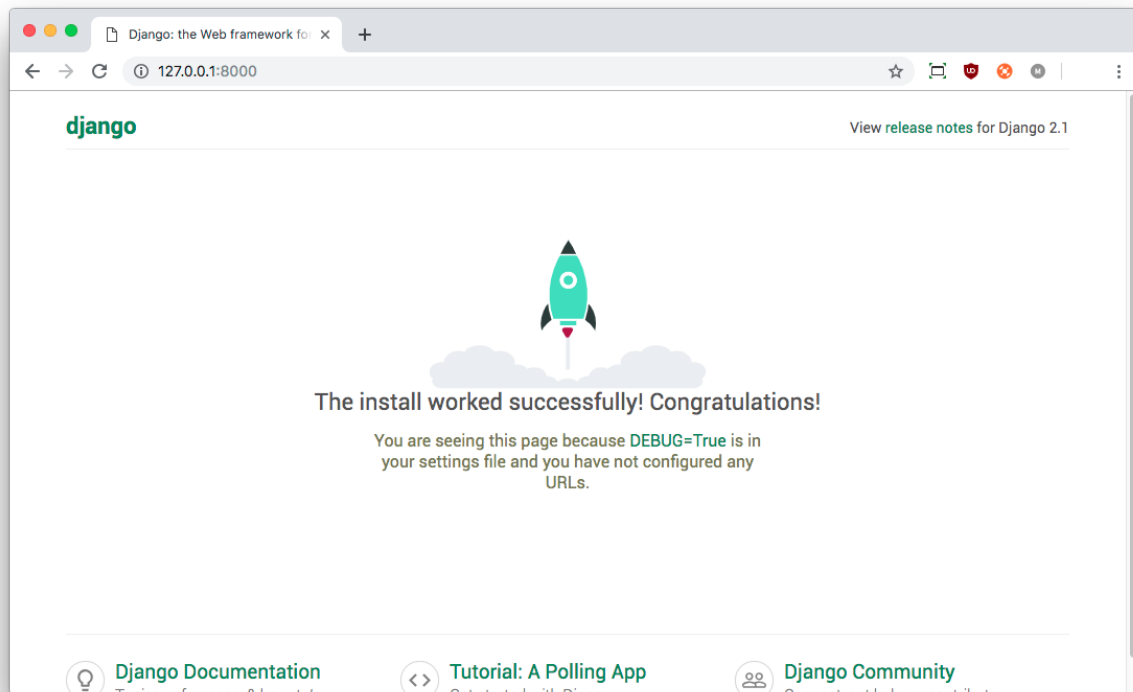 Django: the Web framework fo
127.0.0.1:8000
django
View release notes for Django 2.1
The install worked successfully! Congratulations!
You are seeing this page because DEBUG=True is in
your settings file and you have not configured any
URLs.
Django Documentation
Tutorial: A Polling App
Django Community